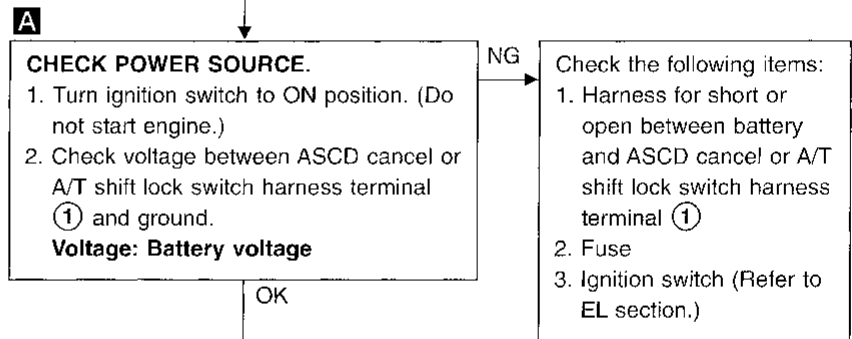 A
CHECK POWER SOURCE.
1. Turn ignition switch to ON position. (Do
not start engine.)
2. Check voltage between ASCD cancel or
A/T shift lock switch harness terminal
① and ground.
Voltage: Battery voltage
OK
NG
Check the following items:
1. Harness for short or
open between battery
and ASCD cancel or A/T
shift lock switch harness
terminal ①
2. Fuse
3. Ignition switch (Refer to
EL section.)